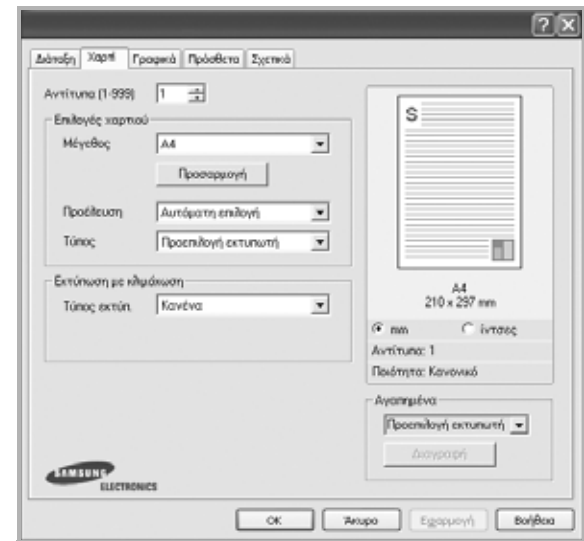 Διάταξη Χαρτί Γραφικά Πρόσθετα Σχετικά
Αντίτυπα (1-999) 1
Επιλογές χαρτιού
Μέγεθος A4
Προσαρμογή
Προέλευση Αυτόματη επιλογή
Τύπος Προεπιλογή εκτυπωτή
Εκτύπωση με κλιμάκωση
Τύπος εκτύπ. Κανένα
S
A4
210 x 297 mm
mm ίντσες
Αντίτυπα: 1
Ποιότητα: Κανονικό
Αγαπημένα
Προεπιλογή εκτυπωτή
Διαγραφή
SAMSUNG
ELECTRONICS
OK Άκυρο Εφαρμογή Βοήθεια